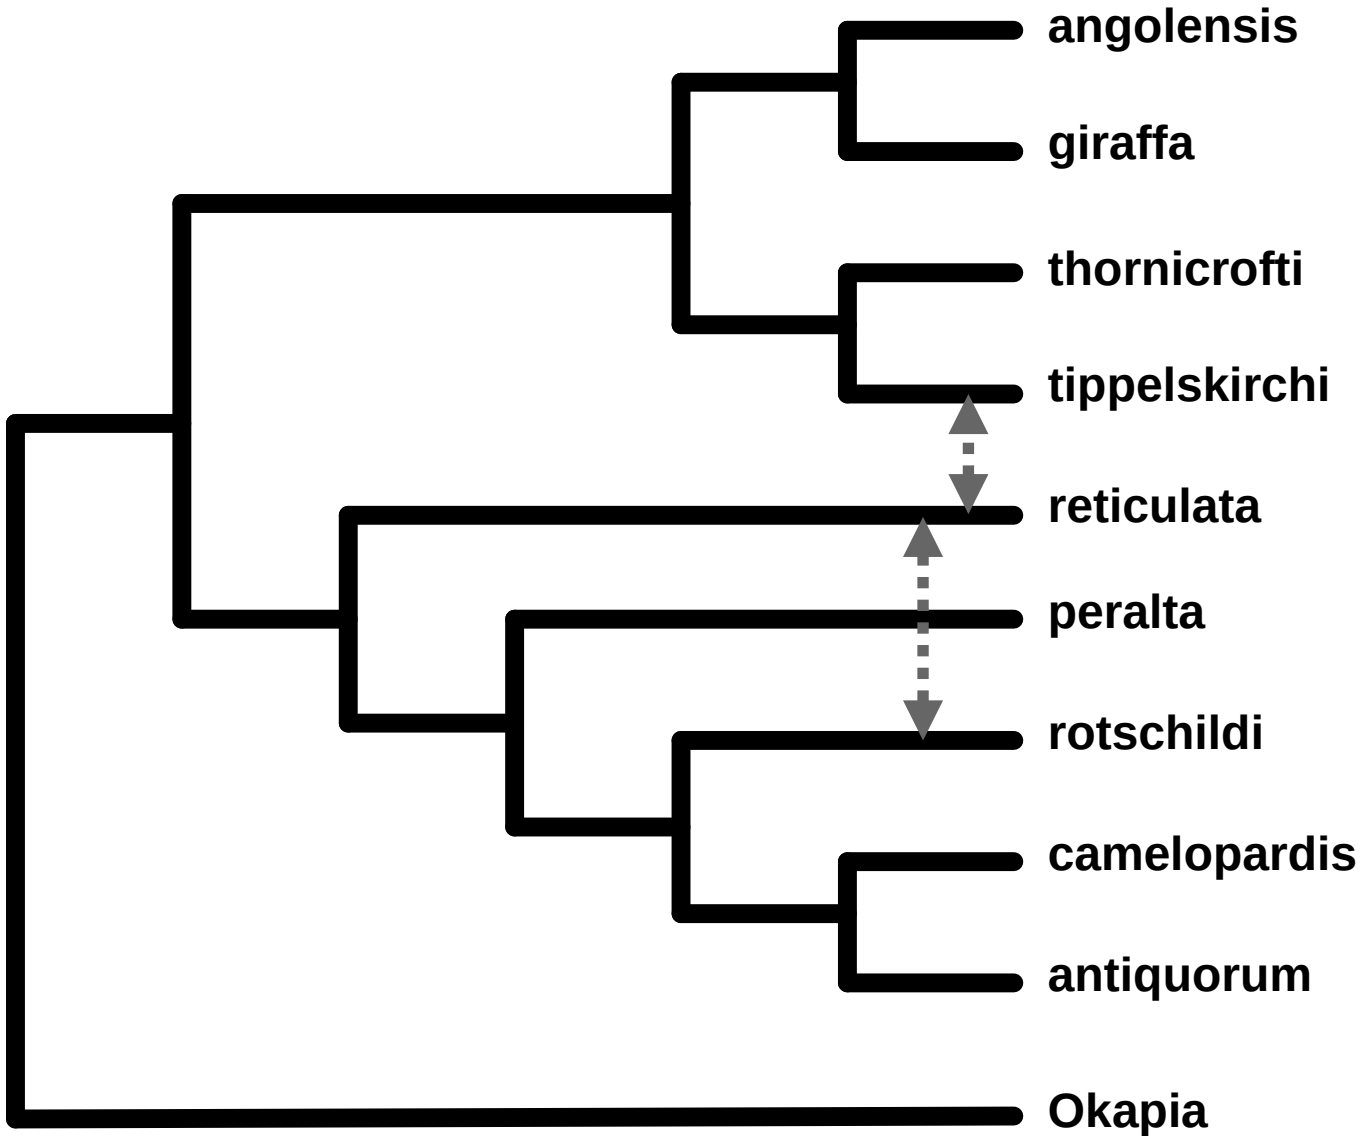 angolensis
giraffa
thornicrofti
tippelskirchi
reticulata
peralta
rotschildi
camelopardis
antiquorum
Okapia